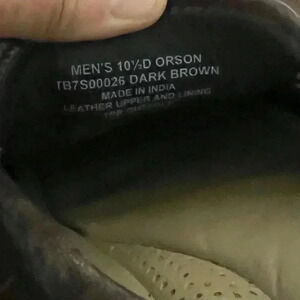 MEN'S 10½D ORSON
TB7S00026 DARK BROWN
MADE IN INDIA
LEATHER UPPER AND LINING